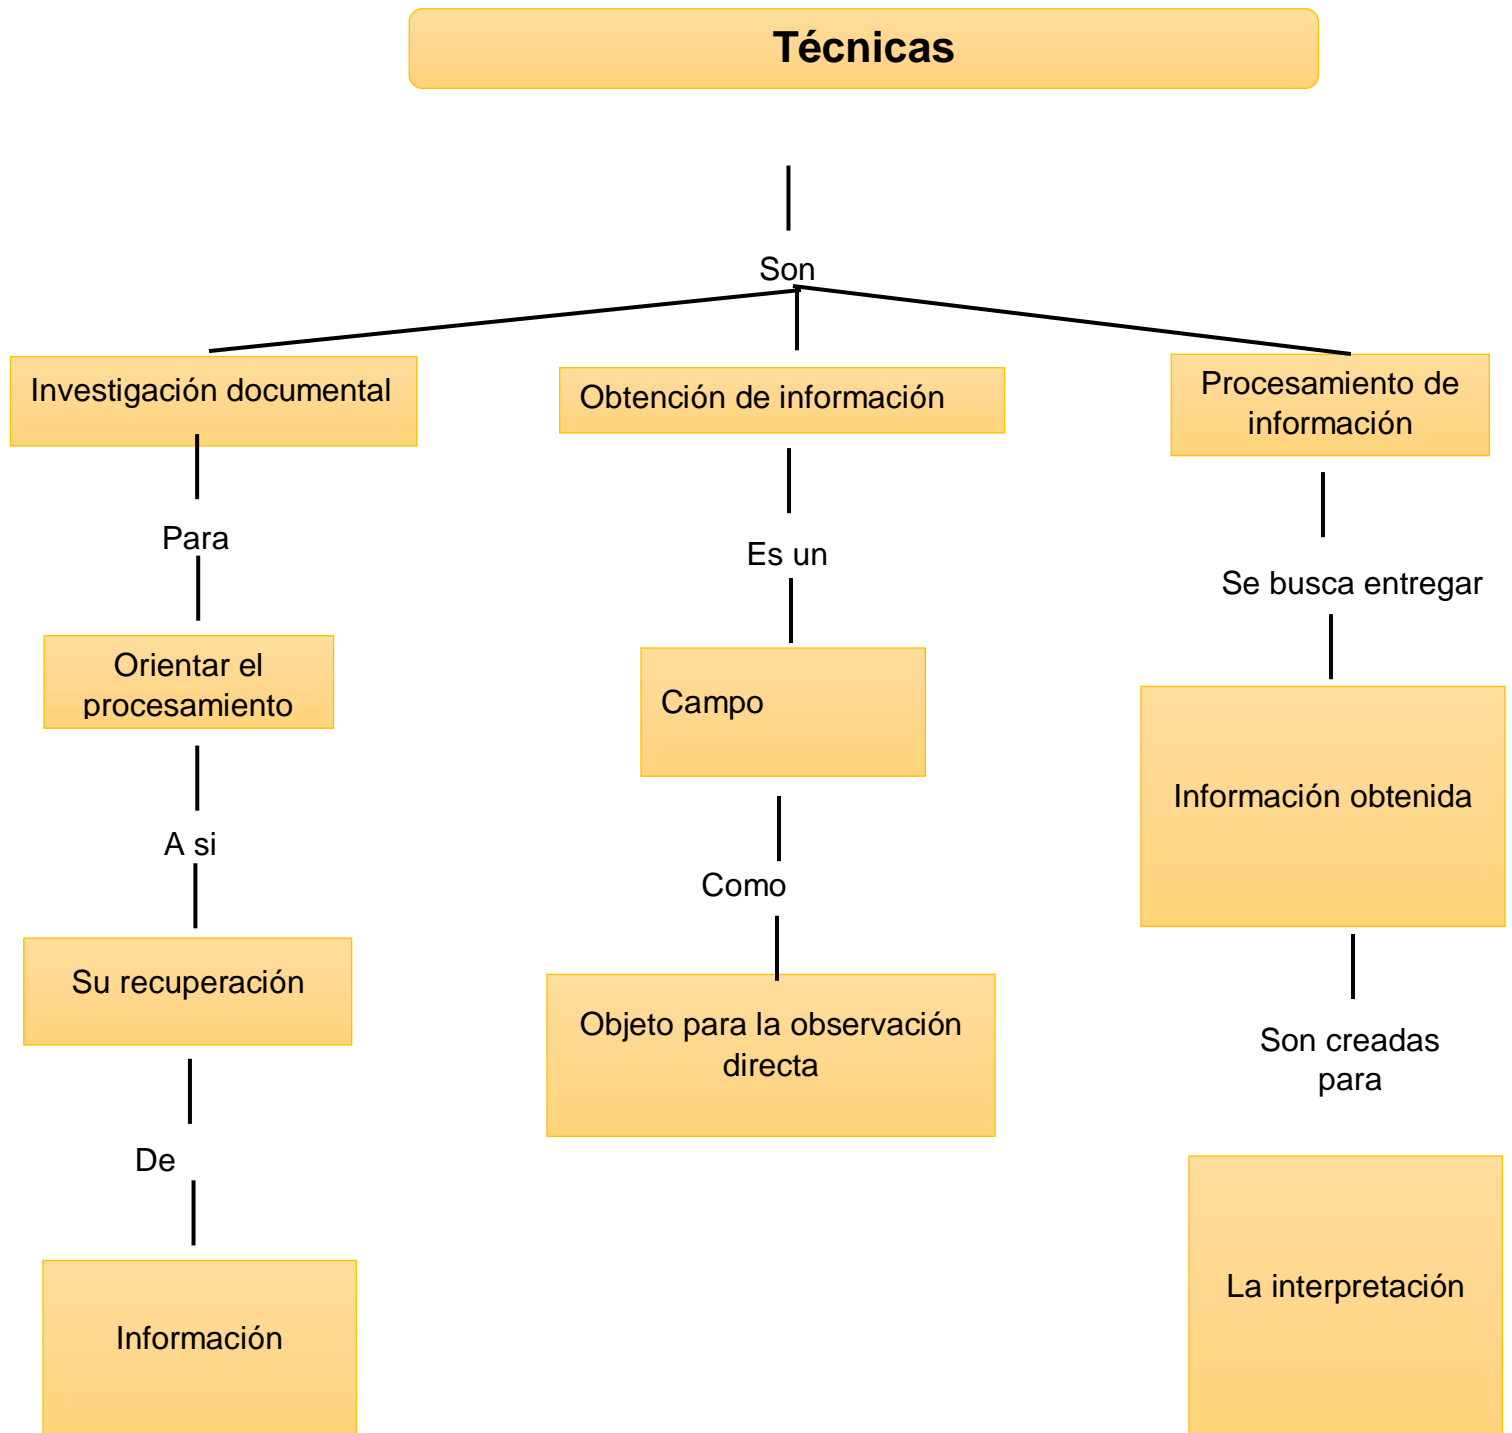 Técnicas
Son
Investigación documental
Obtención de información
Procesamiento de
información
Para
Es un
Se busca entregar
Orientar el
procesamiento
Campo
Información obtenida
A si
Como
Su recuperación
Objeto para la observación
directa
Son creadas
para
De
La interpretación
Información